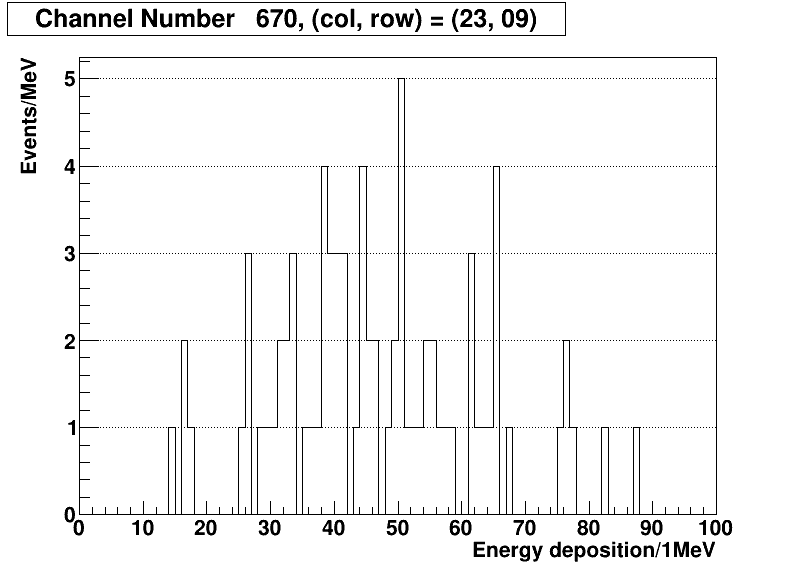 Channel Number 670, (col, row) = (23, 09)
Events/MeV
5
4
3
2
1
0
0 10 20 30 40 50 60 70 80 90 100
Energy deposition/1MeV